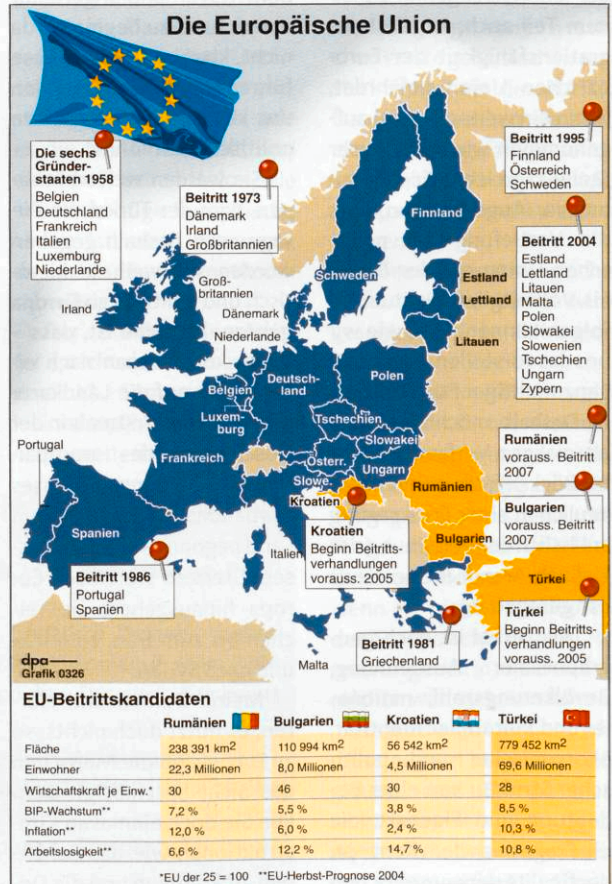 Die Europäische Union
Die sechs
Gründer-
staaten 1958
Belgien
Deutschland
Frankreich
Italien
Luxemburg
Niederlande
Beitritt 1973
Dänemark
Irland
Großbritannien
Beitritt 1995
Finnland
Österreich
Schweden
Beitritt 2004
Estland
Lettland
Litauen
Malta
Polen
Slowakei
Slowenien
Tschechien
Ungarn
Zypern
Rumänien
vorauss. Beitritt
2007
Bulgarien
vorauss. Beitritt
2007
Finnland
Schweden
Estland
Lettland
Litauen
Groß-
britannien
Irland
Dänemark
Niederlande
Belgien
Deutsch-
land
Polen
Luxem-
burg
Tschechien
Slowakei
Frankreich
Österr.
Ungarn
Slowe.
Kroatien
Rumänien
Bulgarien
Türkei
Portugal
Spanien
Italien
Malta
Kroatien
Beginn Beitritts-
verhandlungen
vorauss. 2005
Beitritt 1986
Portugal
Spanien
Beitritt 1981
Griechenland
Türkei
Beginn Beitritts-
verhandlungen
vorauss. 2005
dpa
Grafik 0326
EU-Beitrittskandidaten
Rumänien Bulgarien Kroatien Türkei
Fläche 238 391 km² 110 994 km² 56 542 km² 779 452 km²
Einwohner 22,3 Millionen 8,0 Millionen 4,5 Millionen 69,6 Millionen
Wirtschaftskraft je Einw.* 30 46 30 28
BIP-Wachstum** 7,2 % 5,5 % 3,8 % 8,5 %
Inflation** 12,0 % 6,0 % 2,4 % 10,3 %
Arbeitslosigkeit** 6,6 % 12,2 % 14,7 % 10,8 %
*EU der 25 = 100 **EU-Herbst-Prognose 2004